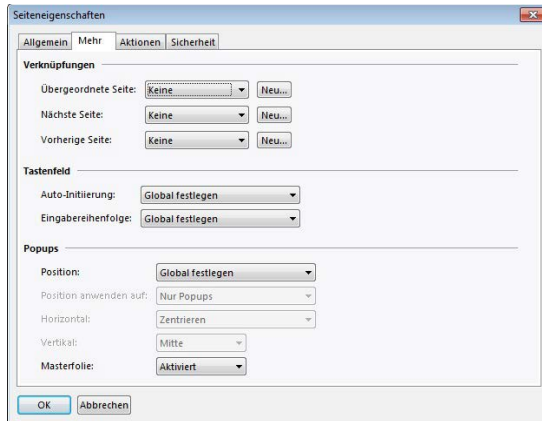 Seiteneigenschaften
Allgemein Mehr Aktionen Sicherheit
Verknüpfungen
Übergeordnete Seite: Keine Neu...
Nächste Seite: Keine Neu...
Vorherige Seite: Keine Neu...
Tastenfeld
Auto-Initiierung: Global festlegen
Eingabereihenfolge: Global festlegen
Popups
Position: Global festlegen
Position anwenden auf: Nur Popups
Horizontal: Zentrieren
Vertikal: Mitte
Masterfolie: Aktiviert
OK Abbrechen